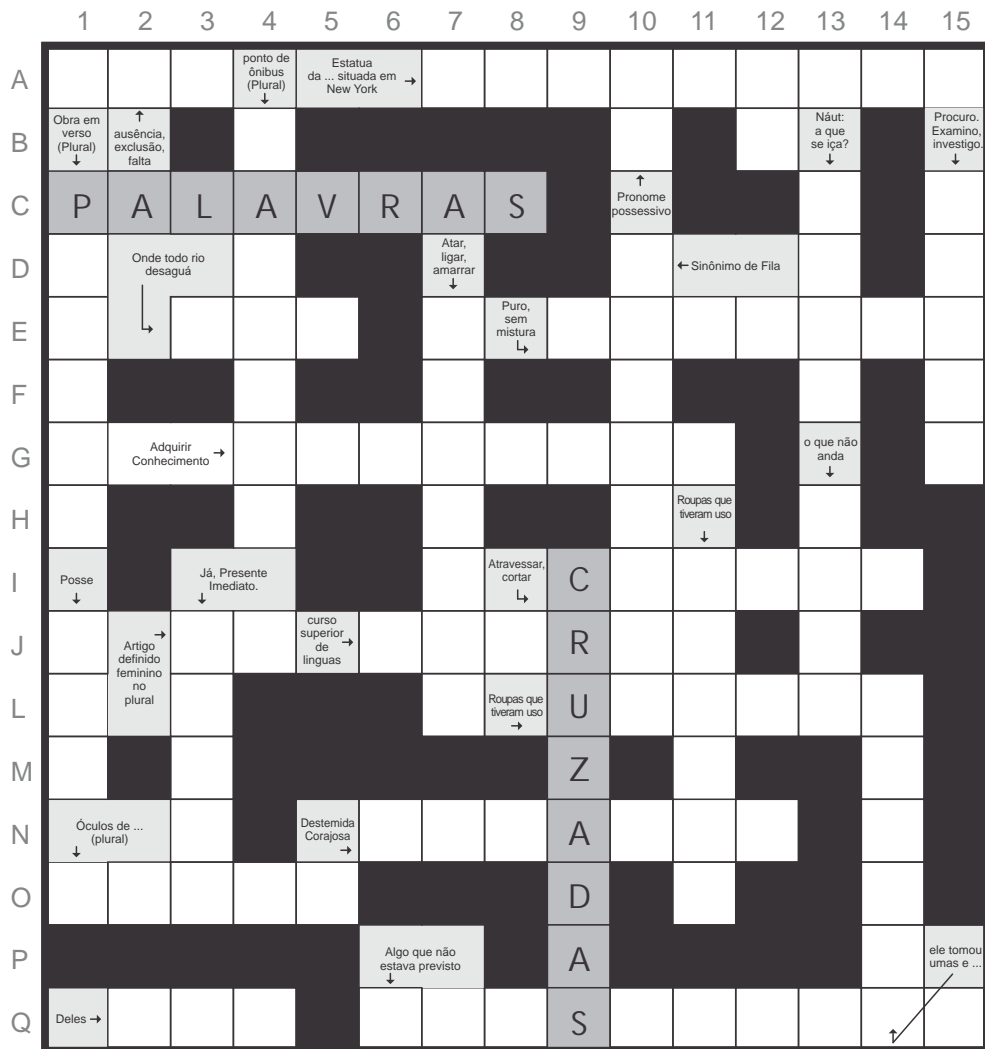 1 2 3 4 5 6 7 8 9 10 11 12 13 14 15
A
ponto de
ônibus
(Plural)
Estatua
da ... situada em
New York
B
Obra em
verso
(Plural)
ausência,
exclusão,
falta
Náut:
a que
se iça?
Procuro.
Examino,
investigo.
C
P A L A V R A S
Pronome
possessivo
D
Onde todo rio
desaguá
Atar,
ligar,
amarrar
Sinônimo de Fila
E
Puro,
sem
mistura
F
G
Adquirir
Conhecimento
o que não
anda
H
Roupas que
tiveram uso
I
Posse
Já, Presente
Imediato.
Atravessar,
cortar
C
J
Artigo
definido
feminino
no
plural
curso
superior
de
linguas
R
L
Roupas que
tiveram uso
U
M
Z
N
Óculos de ...
(plural)
Destemida
Corajosa
A
O
D
P
Algo que não
estava previsto
A
ele tomou
umas e ...
Q
Deles
S